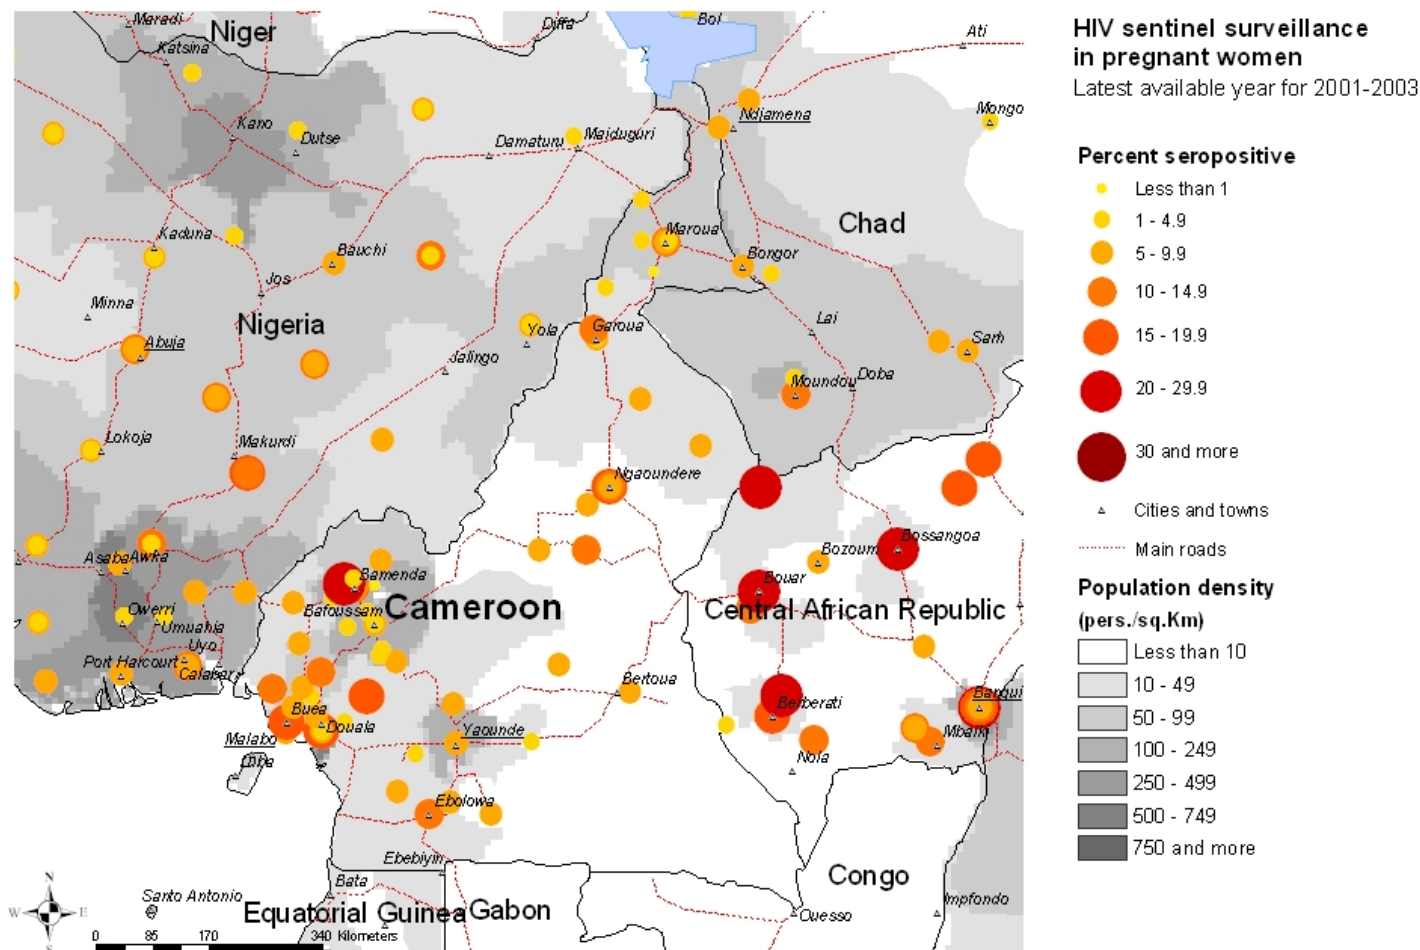 HIV sentinel surveillance
in pregnant women
Latest available year for 2001-2003
Percent seropositive
Less than 1
1 - 4.9
5 - 9.9
10 - 14.9
15 - 19.9
20 - 29.9
30 and more
Cities and towns
Main roads
Population density
(pers./sq.Km)
Less than 10
10 - 49
50 - 99
100 - 249
250 - 499
500 - 749
750 and more
Maradi
Niger
Diffa
Bol
Ati
Katsina
Mongo
Kano
Dutse
Damaturu
Maiduguri
Ndjamena
Chad
Kaduna
Maroua
Bauchi
Bongor
Jos
Minna
Nigeria
Lai
Abuja
Yola
Garoua
Sarh
Jalingo
Moundou
Doba
Lokoja
Makurdi
Ngaoundere
Asaba
Awka
Bozoum
Bossangoa
Bamenda
Bouar
Owerri
Bafoussam
Cameroon
Central African Republic
Umuahia
Uyo
Port Harcourt
Calabar
Bertoua
Bangui
Buea
Berberati
Douala
Yaounde
Mbaiki
Malabo
Luba
Nola
Ebolowa
Ebebiyin
Bata
Congo
Santo Antonio
Equatorial Guinea
Gabon
Ouesso
Impfondo
N
W
E
S
0 85 170 340 Kilometers